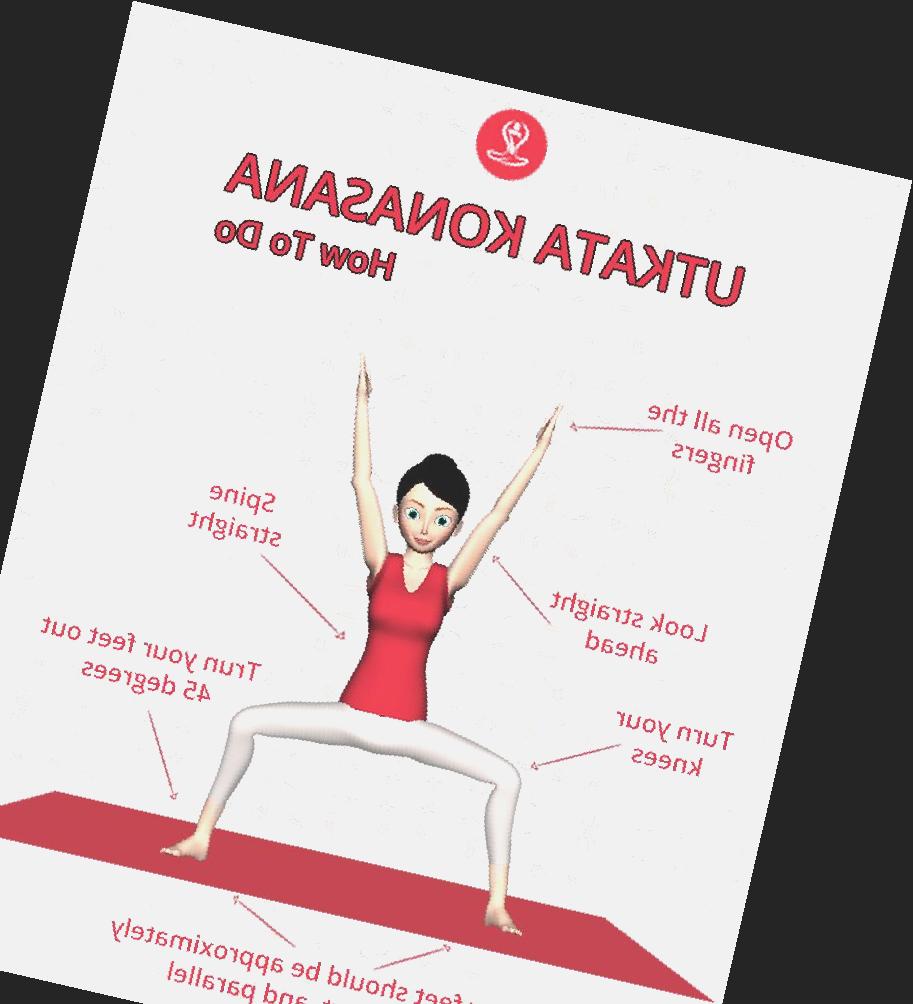 UTKATA KONASANA
How To Do
Open all the
fingers
Spine
straight
Look straight
ahead
Trun your feet out
45 degrees
Turn your
knees
feet should be approximately
and parallel